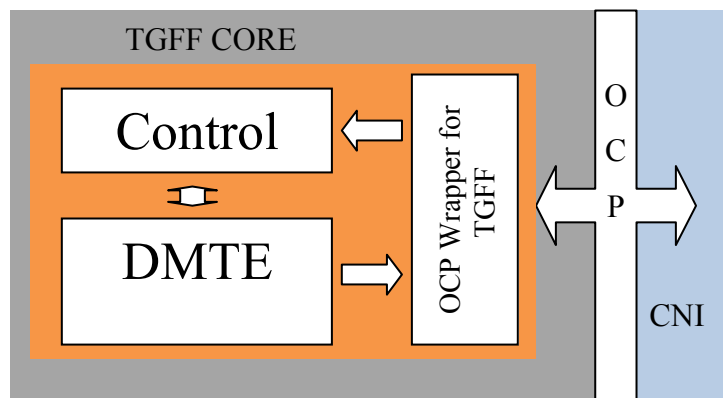 TGFF CORE
Control
DMTE
OCP Wrapper for
TGFF
O
C
P
CNI